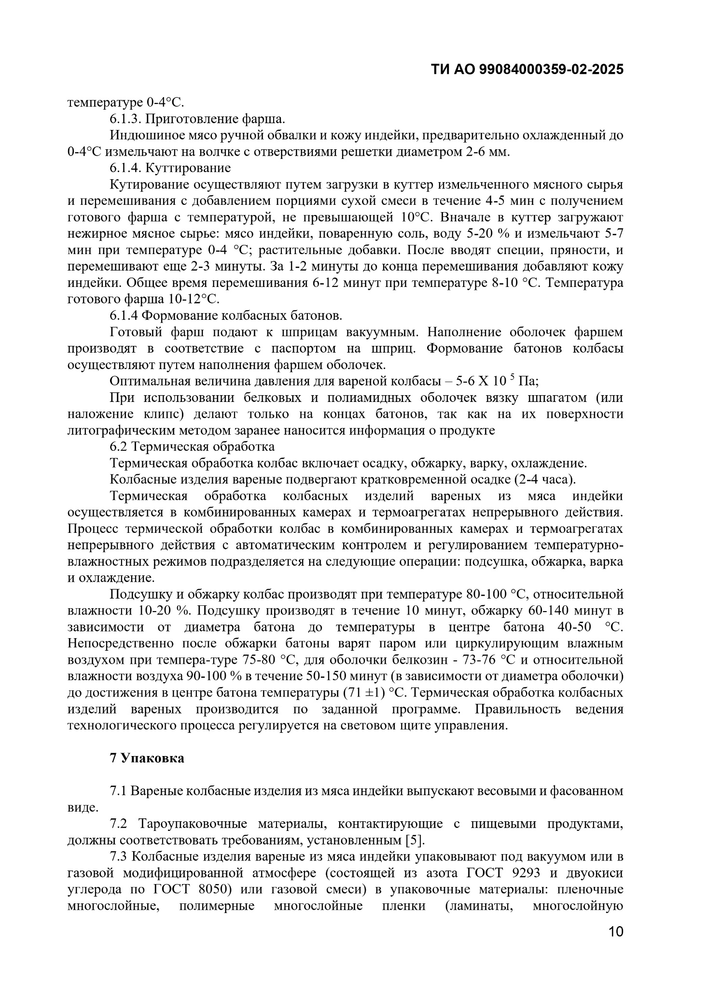 ТИ АО 99084000359-02-2025
температуре 0-4°С.
6.1.3. Приготовление фарша.
Индюшиное мясо ручной обвалки и кожу индейки, предварительно охлажденный до
0-4°С измельчают на волчке с отверствиями решетки диаметром 2-6 мм.
6.1.4. Куттирование
Кутирование осуществляют путем загрузки в куттер измельченного мясного сырья
и перемешивания с добавлением порциями сухой смеси в течение 4-5 мин с получением
готового фарша с температурой, не превышающей 10°С. Вначале в куттер загружают
нежирное мясное сырье: мясо индейки, поваренную соль, воду 5-20 % и измельчают 5-7
мин при температуре 0-4 °С; растительные добавки. После вводят специи, пряности, и
перемешивают еще 2-3 минуты. За 1-2 минуты до конца перемешивания добавляют кожу
индейки. Общее время перемешивания 6-12 минут при температуре 8-10 °С. Температура
готового фарша 10-12°С.
6.1.4 Формование колбасных батонов.
Готовый фарш подают к шприцам вакуумным. Наполнение оболочек фаршем
производят в соответствие с паспортом на шприц. Формование батонов колбасы
осуществляют путем наполнения фаршем оболочек.
Оптимальная величина давления для вареной колбасы – 5-6 Х 10 ⁵ Па;
При использовании белковых и полиамидных оболочек вязку шпагатом (или
наложение клипс) делают только на концах батонов, так как на их поверхности
литографическим методом заранее наносится информация о продукте
6.2 Термическая обработка
Термическая обработка колбас включает осадку, обжарку, варку, охлаждение.
Колбасные изделия вареные подвергают кратковременной осадке (2-4 часа).
Термическая обработка колбасных изделий вареных из мяса индейки
осуществляется в комбинированных камерах и термоагрегатах непрерывного действия.
Процесс термической обработки колбас в комбинированных камерах и термоагрегатах
непрерывного действия с автоматическим контролем и регулированием температурно-
влажностных режимов подразделяется на следующие операции: подсушка, обжарка, варка
и охлаждение.
Подсушку и обжарку колбас производят при температуре 80-100 °С, относительной
влажности 10-20 %. Подсушку производят в течение 10 минут, обжарку 60-140 минут в
зависимости от диаметра батона до температуры в центре батона 40-50 °С.
Непосредственно после обжарки батоны варят паром или циркулирующим влажным
воздухом при темпера-туре 75-80 °С, для оболочки белкозин - 73-76 °С и относительной
влажности воздуха 90-100 % в течение 50-150 минут (в зависимости от диаметра оболочки)
до достижения в центре батона температуры (71 ±1) °С. Термическая обработка колбасных
изделий вареных производится по заданной программе. Правильность ведения
технологического процесса регулируется на световом щите управления.
7 Упаковка
7.1 Вареные колбасные изделия из мяса индейки выпускают весовыми и фасованном
виде.
7.2 Тароупаковочные материалы, контактирующие с пищевыми продуктами,
должны соответствовать требованиям, установленным [5].
7.3 Колбасные изделия вареные из мяса индейки упаковывают под вакуумом или в
газовой модифицированной атмосфере (состоящей из азота ГОСТ 9293 и двуокиси
углерода по ГОСТ 8050) или газовой смеси) в упаковочные материалы: пленочные
многослойные, полимерные многослойные пленки (ламинаты, многослойную
10